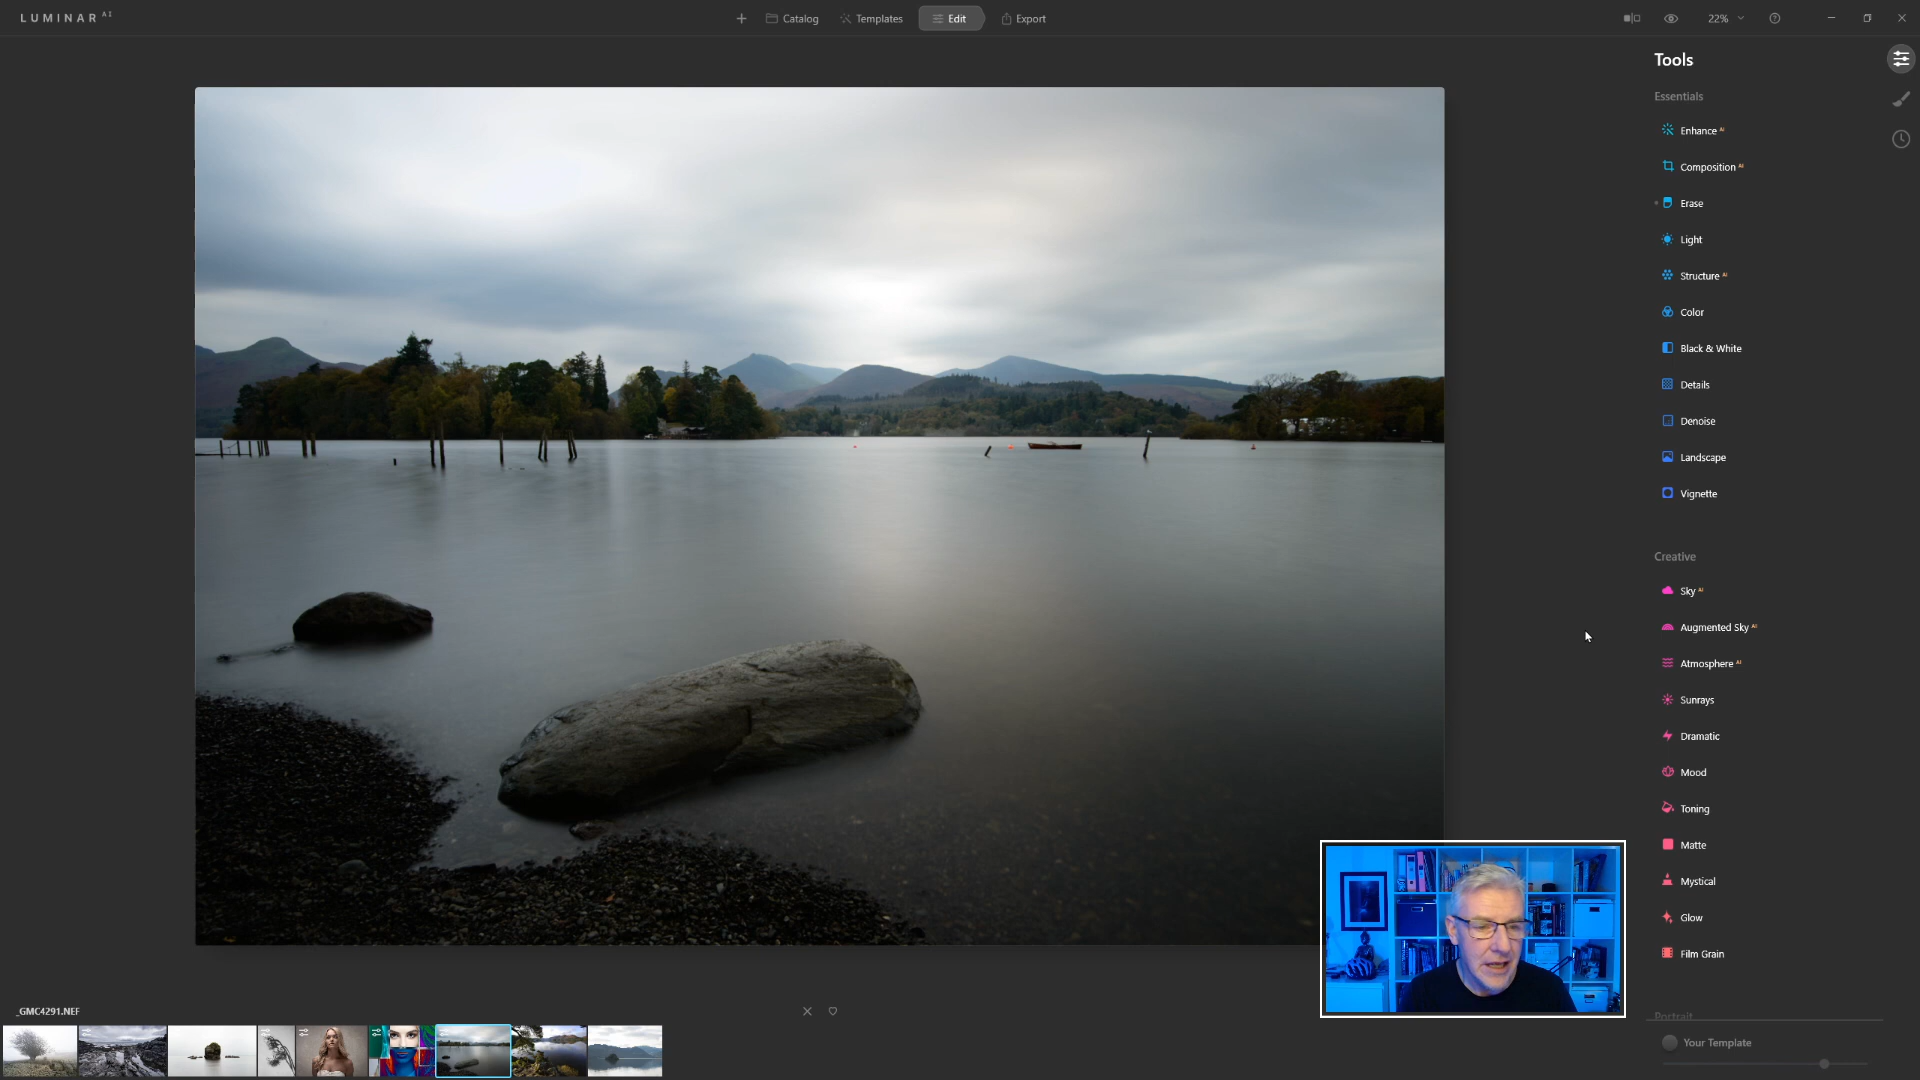 LUMINAR AI
Catalog
Templates
Edit
Export
22%
Tools
Essentials
Enhance AI
Composition AI
Erase
Light
Structure AI
Color
Black & White
Details
Denoise
Landscape
Vignette
Creative
Sky AI
Augmented Sky AI
Atmosphere AI
Sunrays
Dramatic
Mood
Toning
Matte
Mystical
Glow
Film Grain
Portrait
Your Template
_GMC4291.NEF